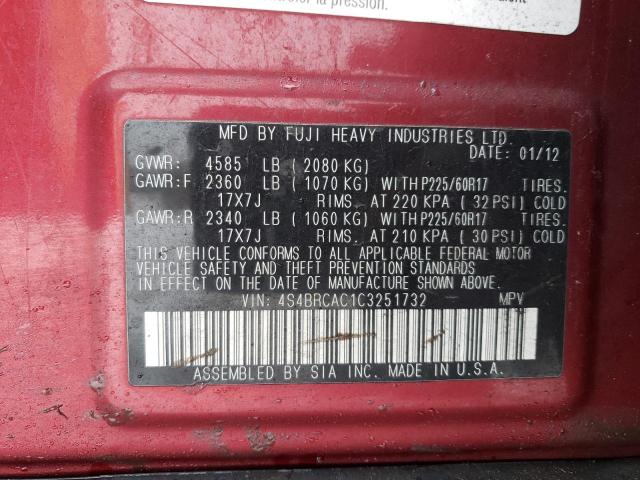 ler la pression.
MFD BY FUJI HEAVY INDUSTRIES LTD.
DATE: 01/12
GVWR: 4585 LB ( 2080 KG)
GAWR:F 2360 LB ( 1070 KG) WITH P225/60R17 TIRES.
17X7J RIMS. AT 220 KPA ( 32 PSI) COLD
GAWR:R 2340 LB ( 1060 KG) WITH P225/60R17 TIRES.
17X7J RIMS. AT 210 KPA ( 30 PSI) COLD
THIS VEHICLE CONFORMS TO ALL APPLICABLE FEDERAL MOTOR
VEHICLE SAFETY AND THEFT PREVENTION STANDARDS
IN EFFECT ON THE DATE OF MANUFACTURE SHOWN ABOVE.
VIN: 4S4BRCAC1C3251732 MPV
ASSEMBLED BY SIA INC. MADE IN U.S.A.